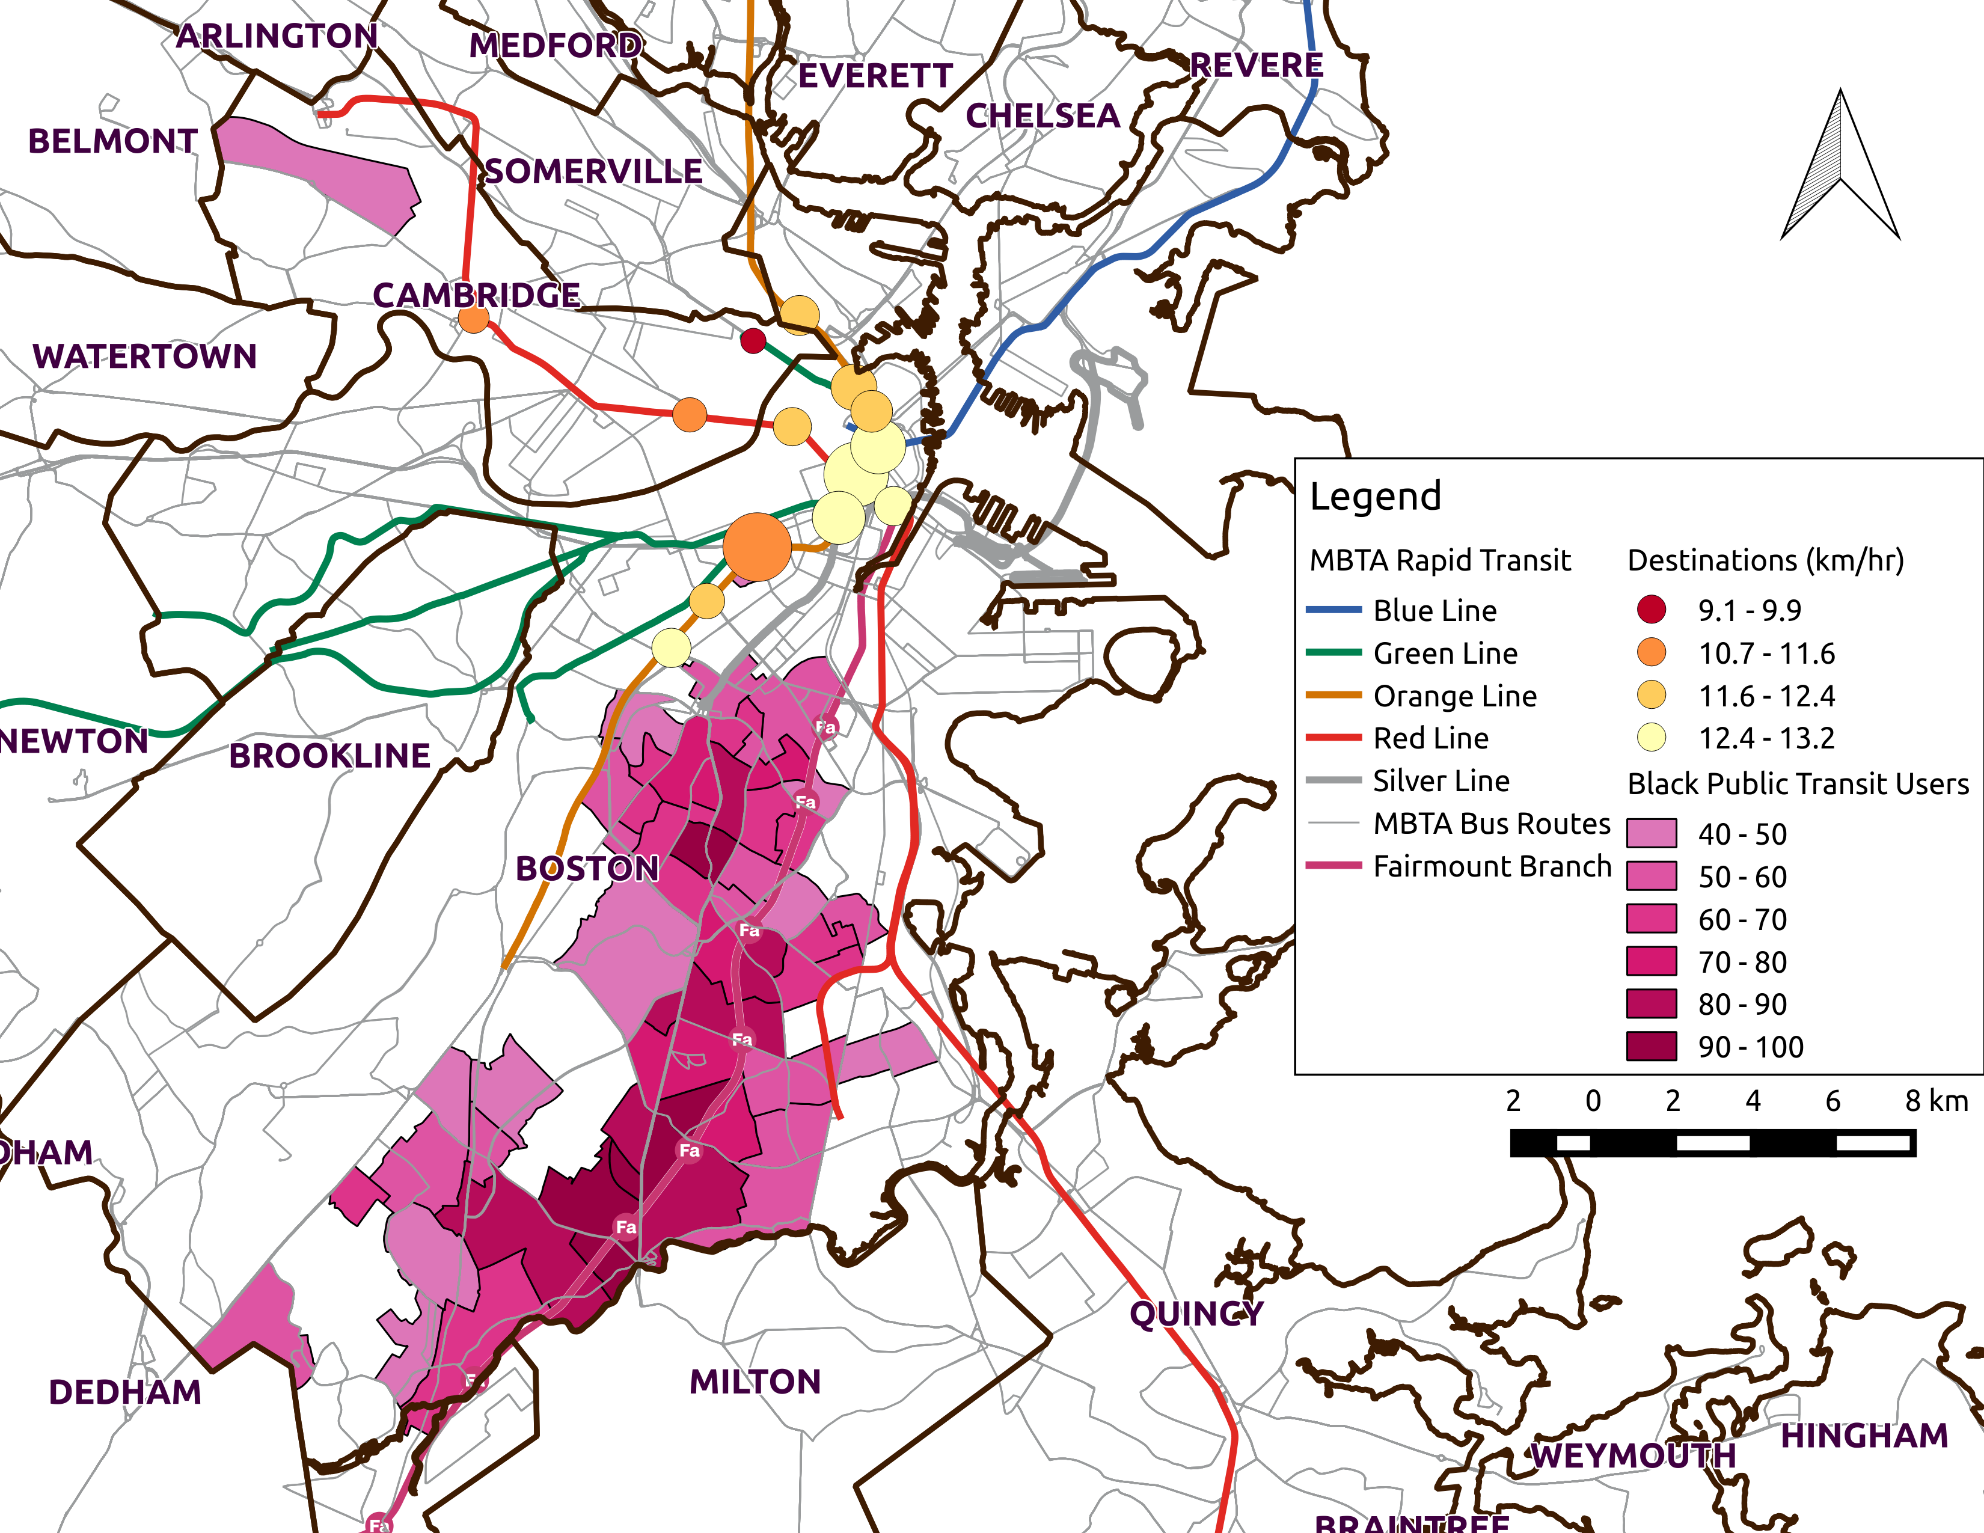 ARLINGTON
MEDFORD
EVERETT
REVERE
CHELSEA
BELMONT
SOMERVILLE
CAMBRIDGE
WATERTOWN
NEWTON
BROOKLINE
BOSTON
Fa
Fa
Fa
Fa
Fa
Fa
Fa
Fa
DHAM
DEDHAM
MILTON
QUINCY
WEYMOUTH
HINGHAM
BRAINTREE
Legend
MBTA Rapid Transit
Blue Line
Green Line
Orange Line
Red Line
Silver Line
MBTA Bus Routes
Fairmount Branch
Destinations (km/hr)
9.1 - 9.9
10.7 - 11.6
11.6 - 12.4
12.4 - 13.2
Black Public Transit Users
40 - 50
50 - 60
60 - 70
70 - 80
80 - 90
90 - 100
2 0 2 4 6 8 km